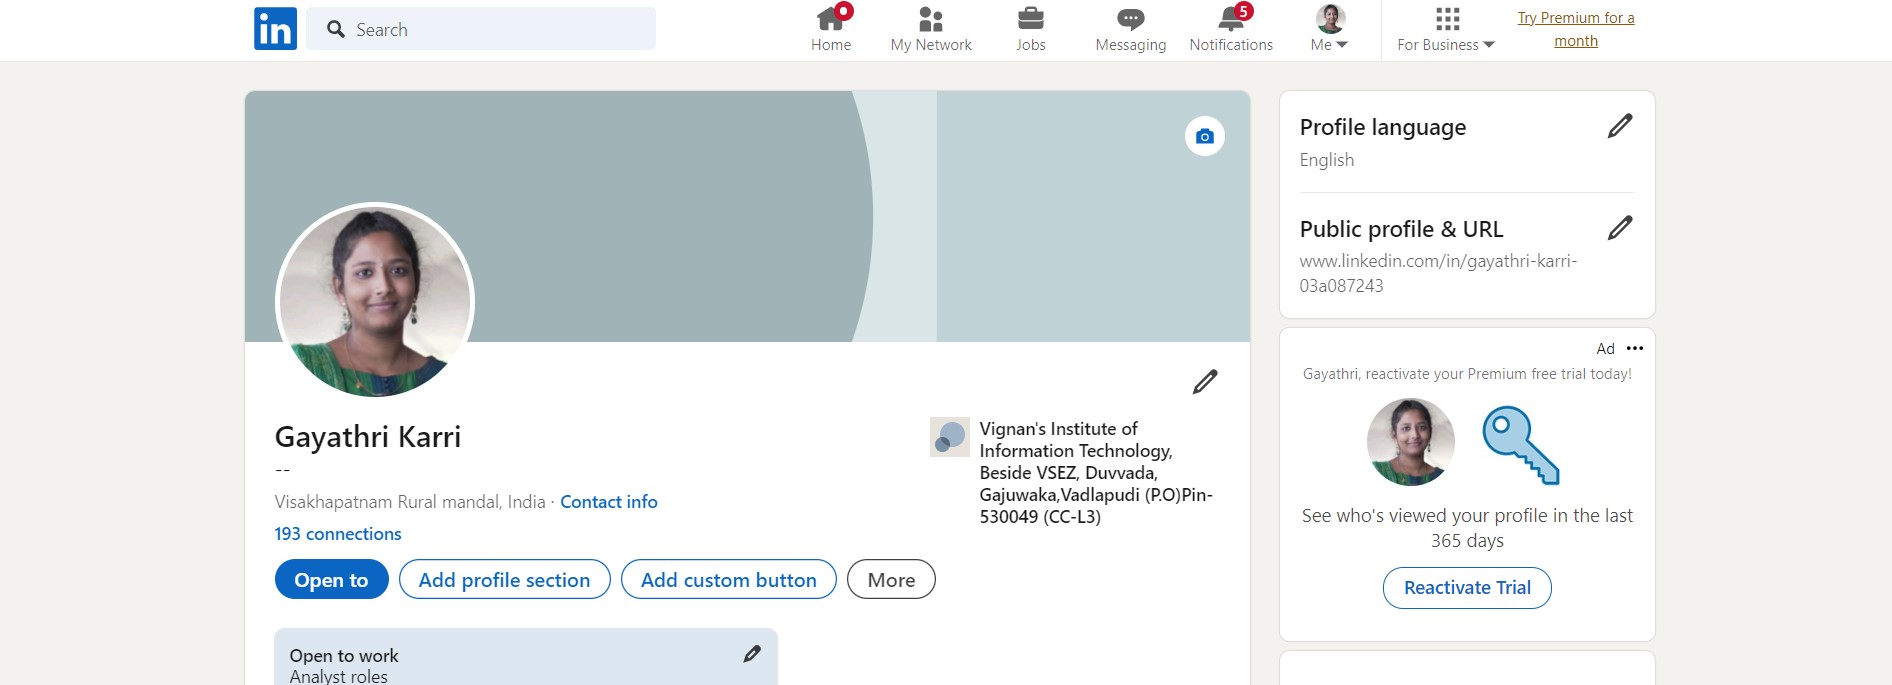 in
Search
Home
My Network
Jobs
Messaging
5
Notifications
Me
For Business
Try Premium for a
month
Profile language
English
Public profile & URL
www.linkedin.com/in/gayathri-karri-
03a087243
Ad
Gayathri, reactivate your Premium free trial today!
See who's viewed your profile in the last
365 days
Reactivate Trial
Gayathri Karri
--
Visakhapatnam Rural mandal, India · Contact info
193 connections
Vignan's Institute of
Information Technology,
Beside VSEZ, Duvvada,
Gajuwaka,Vadlapudi (P.O)Pin-
530049 (CC-L3)
Open to
Add profile section
Add custom button
More
Open to work
Analyst roles